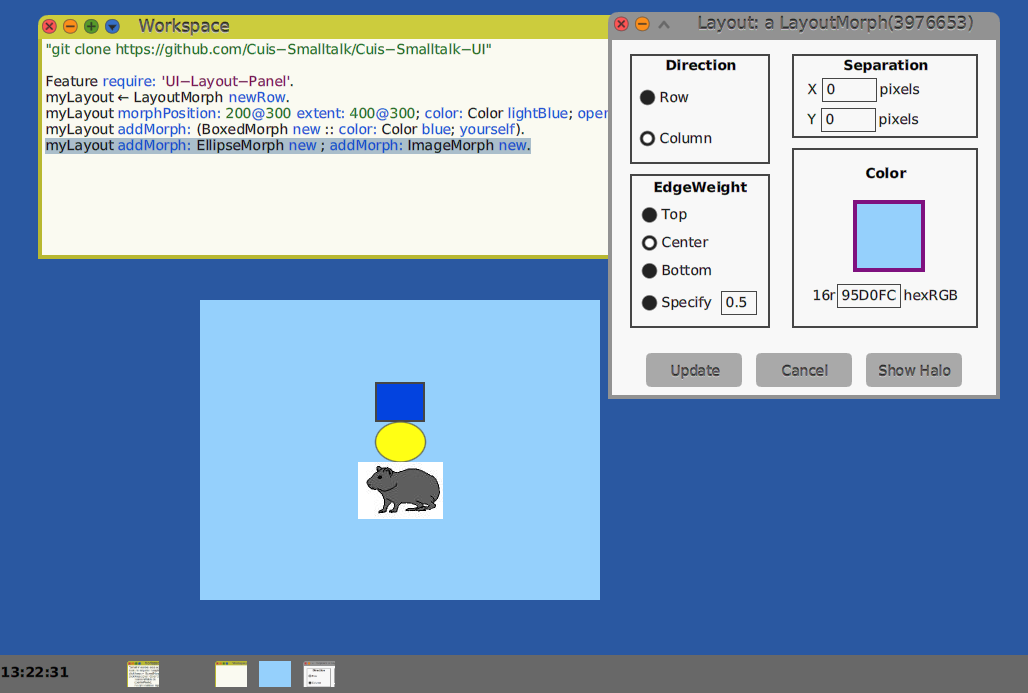 Workspace
"git clone https://github.com/Cuis-Smalltalk/Cuis-Smalltalk-UI"
Feature require: 'UI-Layout-Panel'.
myLayout ← LayoutMorph newRow.
myLayout morphPosition: 200@300 extent: 400@300; color: Color lightBlue; oper
myLayout addMorph: (BoxedMorph new :: color: Color blue; yourself).
myLayout addMorph: EllipseMorph new ; addMorph: ImageMorph new.
Layout: a LayoutMorph(3976653)
Direction
Row
Column
Separation
X 0 pixels
Y 0 pixels
EdgeWeight
Top
Center
Bottom
Specify 0.5
Color
16r 95D0FC hexRGB
Update Cancel Show Halo
13:22:31